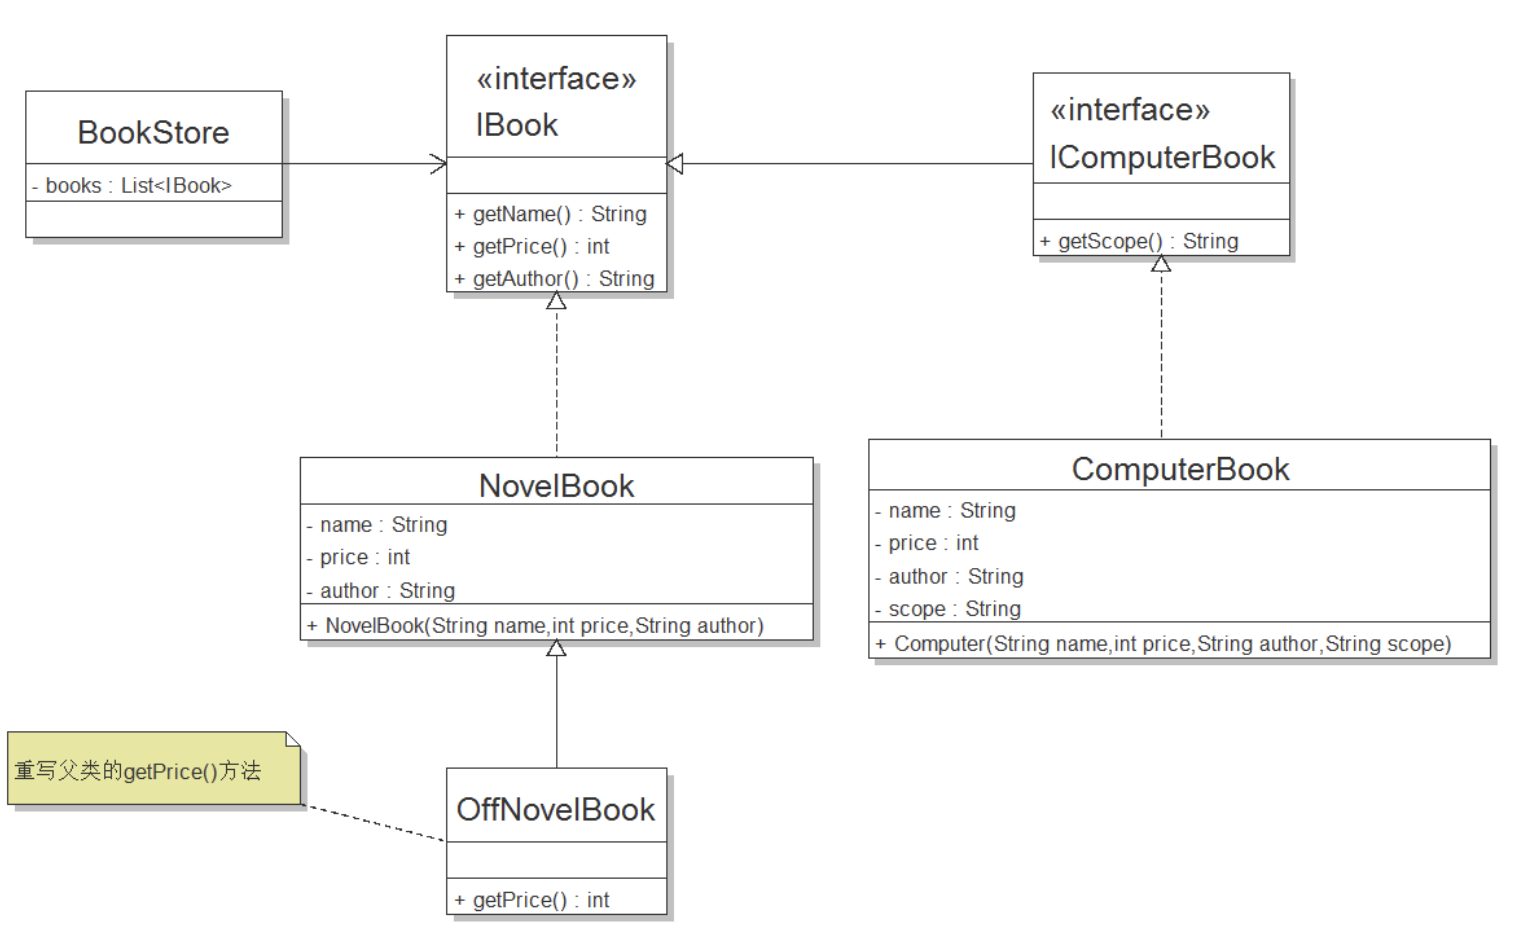 BookStore
- books : List<IBook>
«interface»
IBook
+ getName() : String
+ getPrice() : int
+ getAuthor() : String
«interface»
IComputerBook
+ getScope() : String
NovelBook
- name : String
- price : int
- author : String
+ NovelBook(String name,int price,String author)
ComputerBook
- name : String
- price : int
- author : String
- scope : String
+ Computer(String name,int price,String author,String scope)
重写父类的getPrice()方法
OffNovelBook
+ getPrice() : int